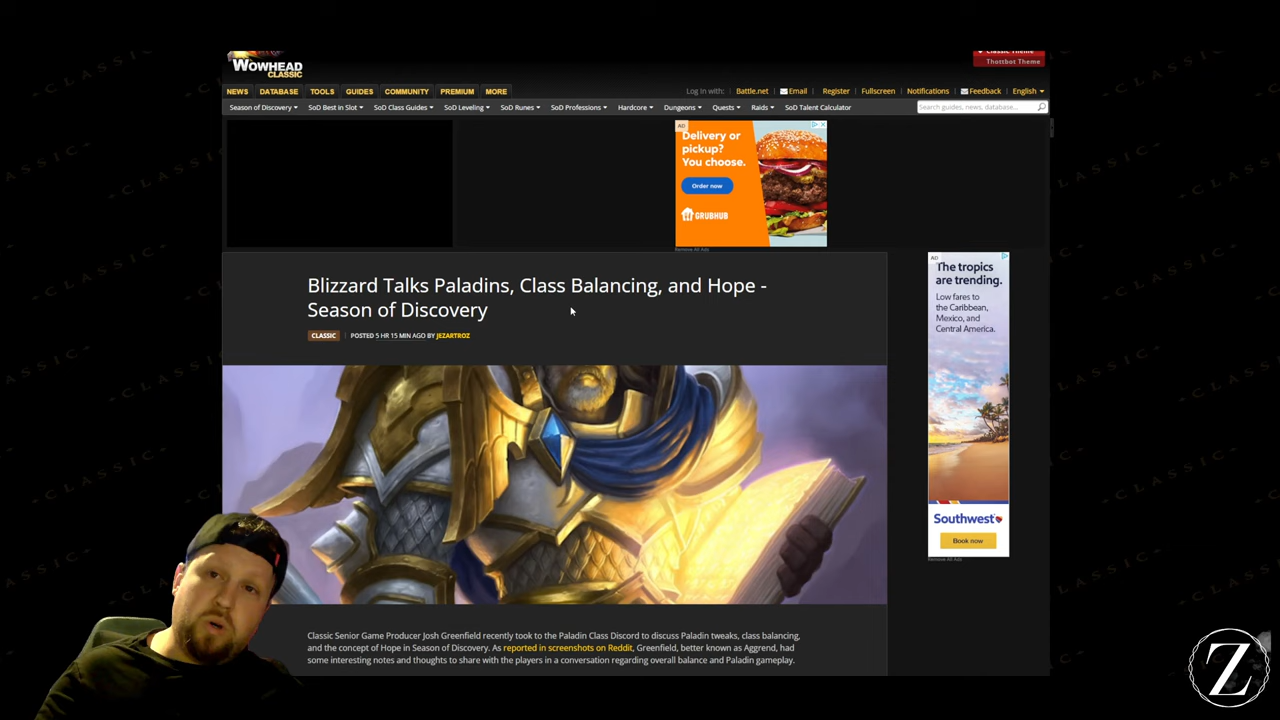 Classic Theme
Thottbot Theme
WOWHEAD
CLASSIC
NEWS DATABASE TOOLS GUIDES COMMUNITY PREMIUM MORE
Log In with: Battle.net Email Register Fullscreen Notifications Feedback English
Season of Discovery SoD Best in Slot SoD Class Guides SoD Leveling SoD Runes SoD Professions Hardcore Dungeons Quests Raids SoD Talent Calculator
Search guides, news, database...
AD
Delivery or
pickup?
You choose.
Order now
GRUBHUB
Remove All Ads
Blizzard Talks Paladins, Class Balancing, and Hope -
Season of Discovery
CLASSIC POSTED 5 HR 15 MIN AGO BY JEZARTROZ
AD
The tropics
are trending.
Low fares to
the Caribbean,
Mexico, and
Central America.
Southwest
Book now
Remove All Ads
Classic Senior Game Producer Josh Greenfield recently took to the Paladin Class Discord to discuss Paladin tweaks, class balancing,
and the concept of Hope in Season of Discovery. As reported in screenshots on Reddit, Greenfield, better known as Aggrend, had
some interesting notes and thoughts to share with the players in a conversation regarding overall balance and Paladin gameplay.
Z